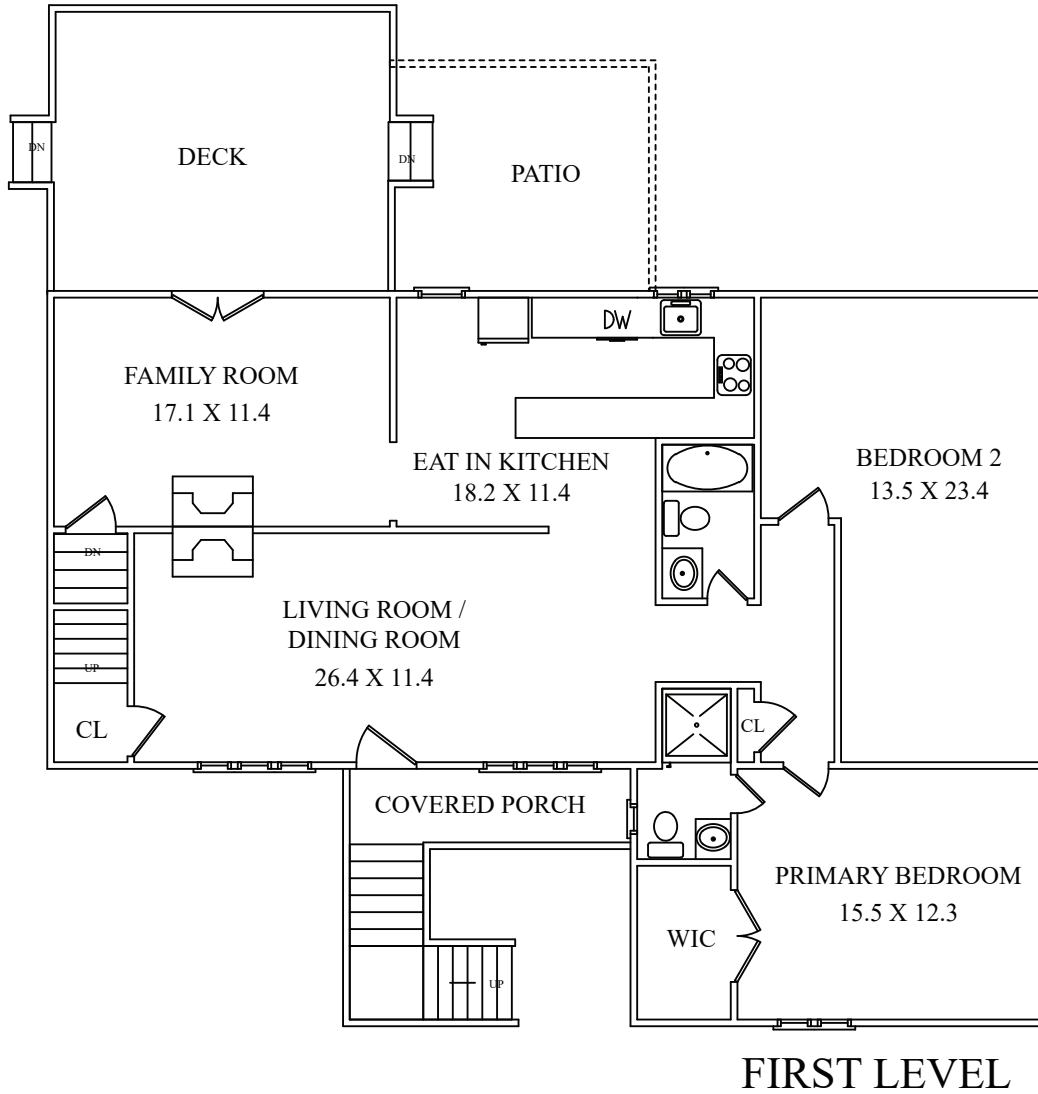 DECK
DN
DN
PATIO
DW
FAMILY ROOM
17.1 X 11.4
EAT IN KITCHEN
18.2 X 11.4
BEDROOM 2
13.5 X 23.4
DN
LIVING ROOM /
DINING ROOM
26.4 X 11.4
UP
CL
CL
COVERED PORCH
PRIMARY BEDROOM
15.5 X 12.3
WIC
UP
FIRST LEVEL